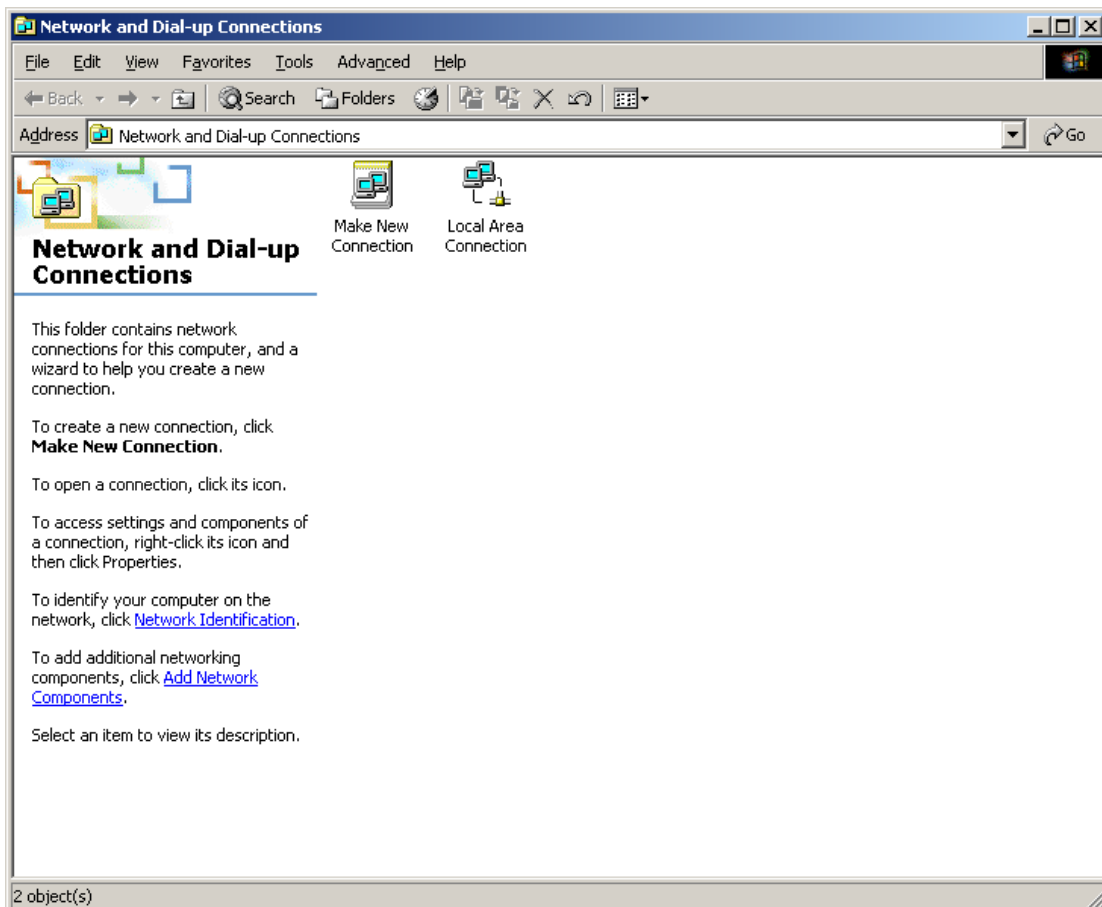 Network and Dial-up Connections
File Edit View Favorites Tools Advanced Help
Back Search Folders
Address Network and Dial-up Connections Go
Make New
Connection
Local Area
Connection
Network and Dial-up
Connections
This folder contains network
connections for this computer, and a
wizard to help you create a new
connection.
To create a new connection, click
Make New Connection.
To open a connection, click its icon.
To access settings and components of
a connection, right-click its icon and
then click Properties.
To identify your computer on the
network, click Network Identification.
To add additional networking
components, click Add Network
Components.
Select an item to view its description.
2 object(s)